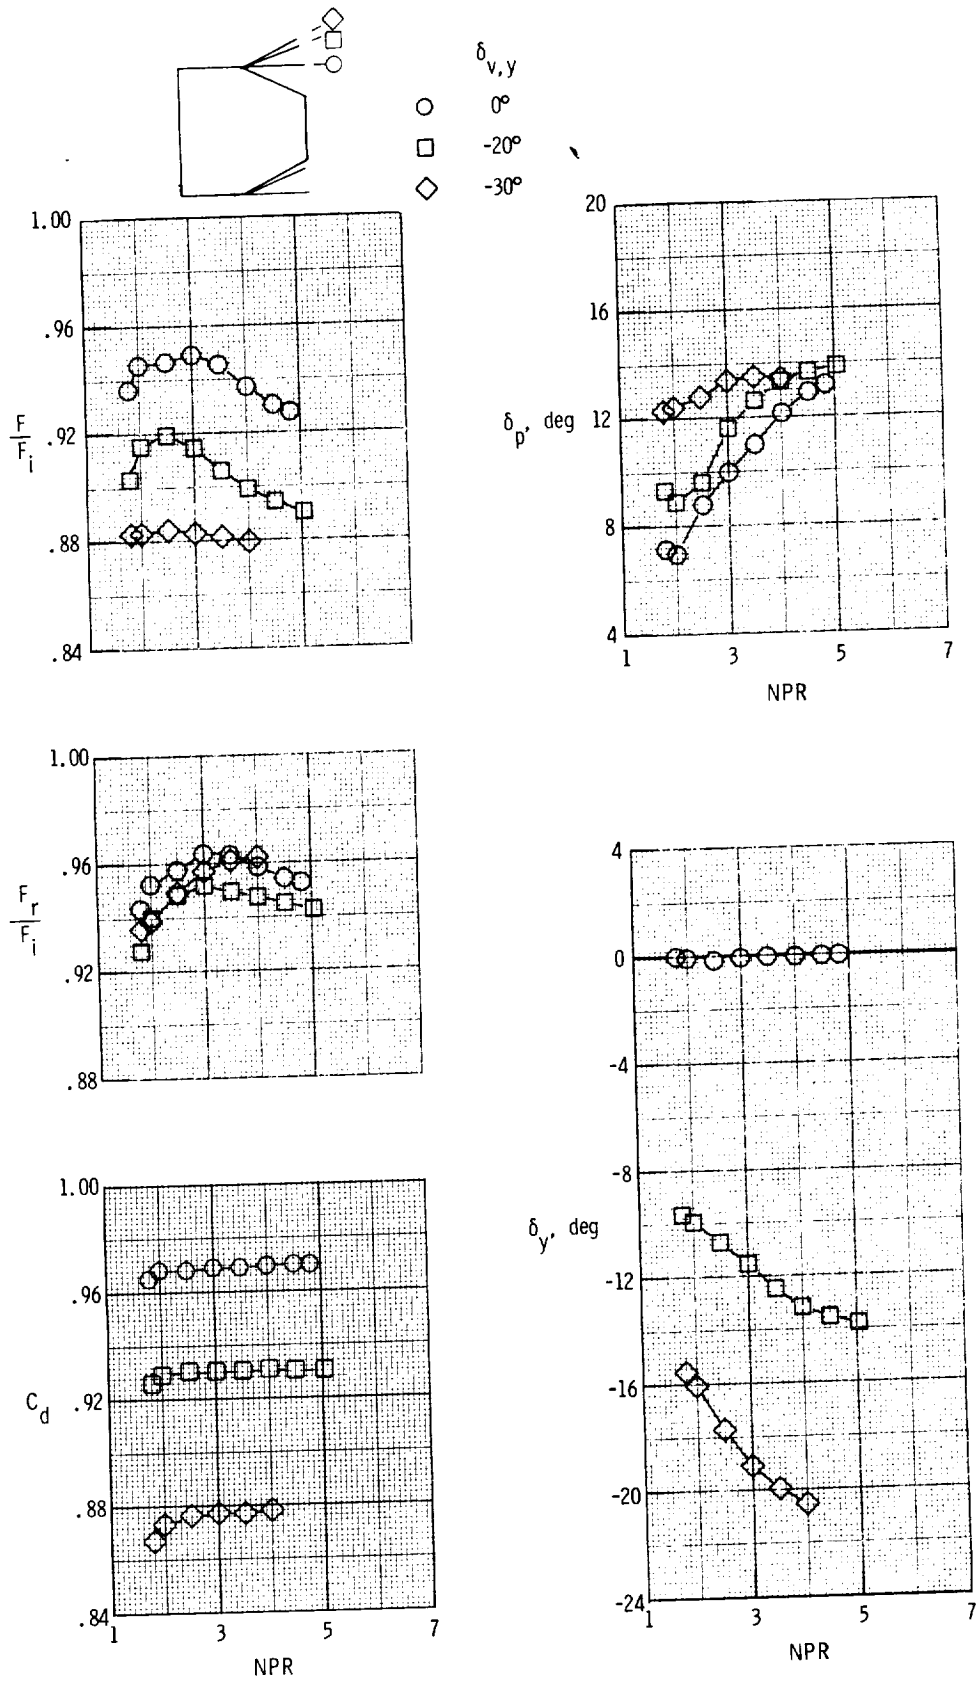 δv,y
0°
-20°
-30°
1.00
.96
.92
.88
.84
F
Fi
20
16
12
8
4
δp, deg
1 3 5 7
NPR
1.00
.96
.92
.88
Fr
Fi
4
0
-4
-8
-12
-16
-20
-24
δy, deg
1 3 5 7
NPR
1.00
.96
.92
.88
.84
Cd
1 3 5 7
NPR